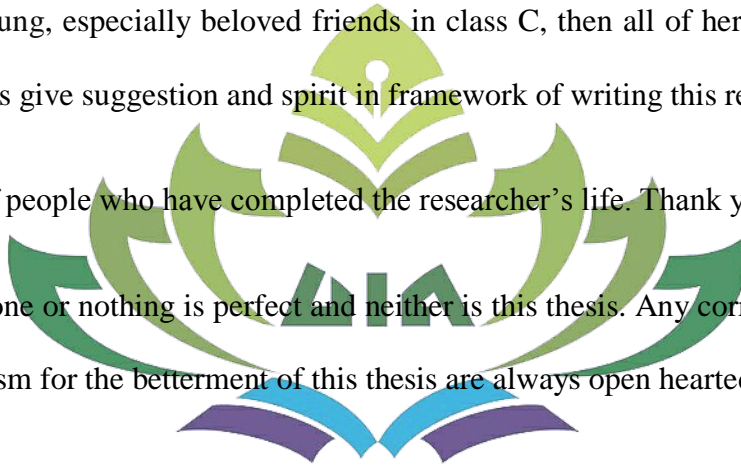 ung, especially beloved friends in class C, then all of her
s give suggestion and spirit in framework of writing this re
f people who have completed the researcher’s life. Thank y
UIN
one or nothing is perfect and neither is this thesis. Any corr
sm for the betterment of this thesis are always open hearted